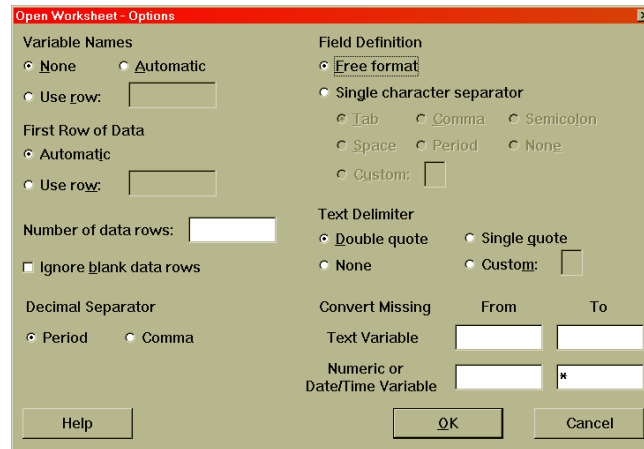 Open Worksheet - Options
Variable Names
None Automatic
Use row:
First Row of Data
Automatic
Use row:
Number of data rows:
Ignore blank data rows
Decimal Separator
Period Comma
Field Definition
Free format
Single character separator
Tab Comma Semicolon
Space Period None
Custom:
Text Delimiter
Double quote Single quote
None Custom:
Convert Missing From To
Text Variable
Numeric or
Date/Time Variable *
Help OK Cancel